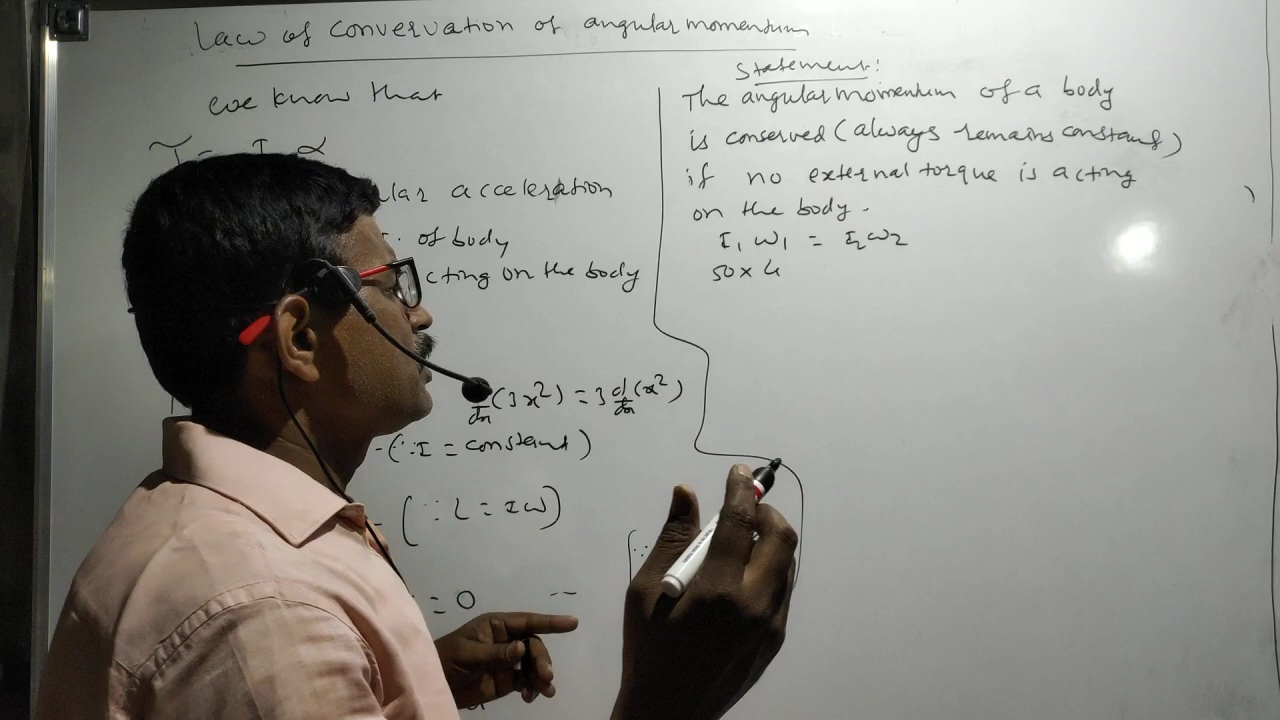 Law of convervation of angular momentum
we know that
τ = I α
lar acceleration
. of body
cting on the body
(3x²) = 3 d/dx (x²)
-(∵ I = constant)
- (∵ L = Iω)
= 0 --
Statement:
The angular momentum of a body
is conserved (always remains constant)
if no external torque is acting
on the body.
I₁ ω₁ = I₂ ω₂
50 × 4